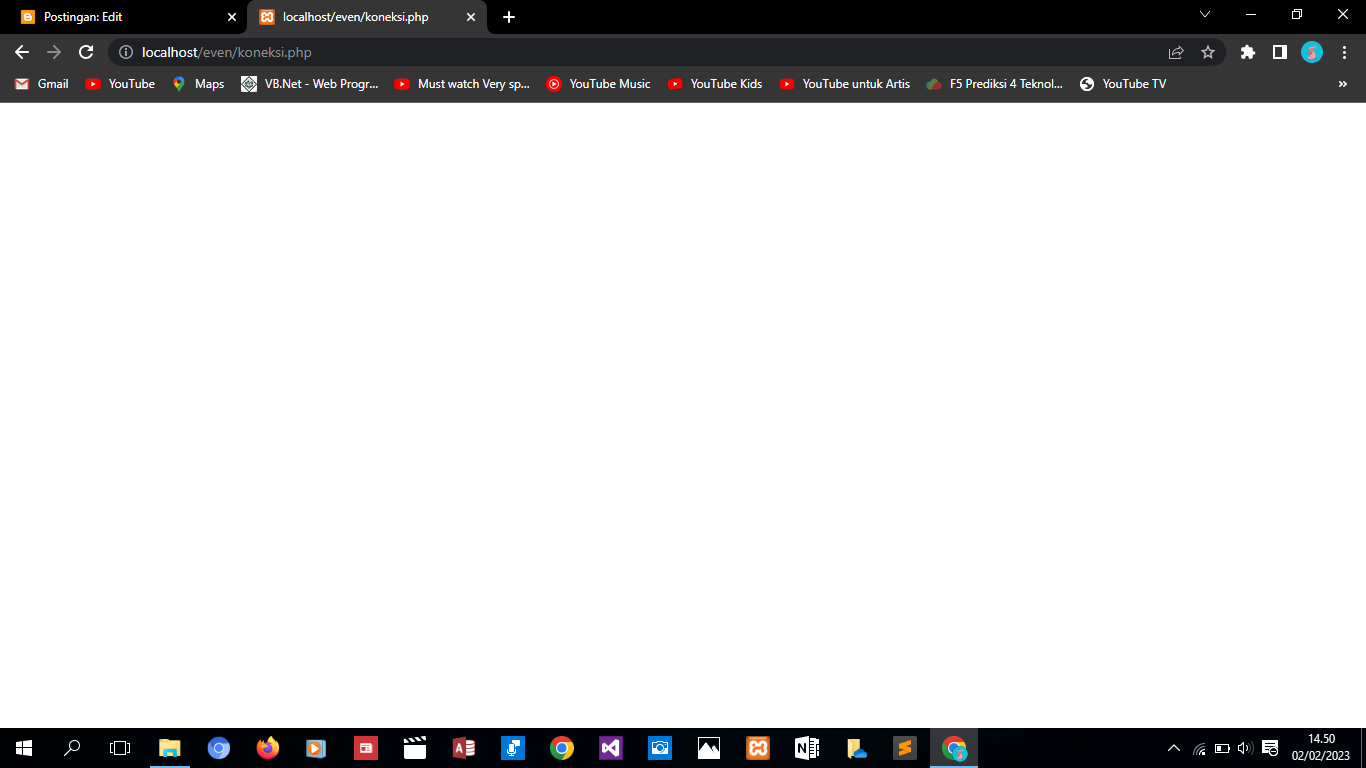 Postingan: Edit
localhost/even/koneksi.php
localhost/even/koneksi.php
Gmail YouTube Maps VB.Net - Web Progr... Must watch Very sp... YouTube Music YouTube Kids YouTube untuk Artis F5 Prediksi 4 Teknol... YouTube TV »
14.50
02/02/2023